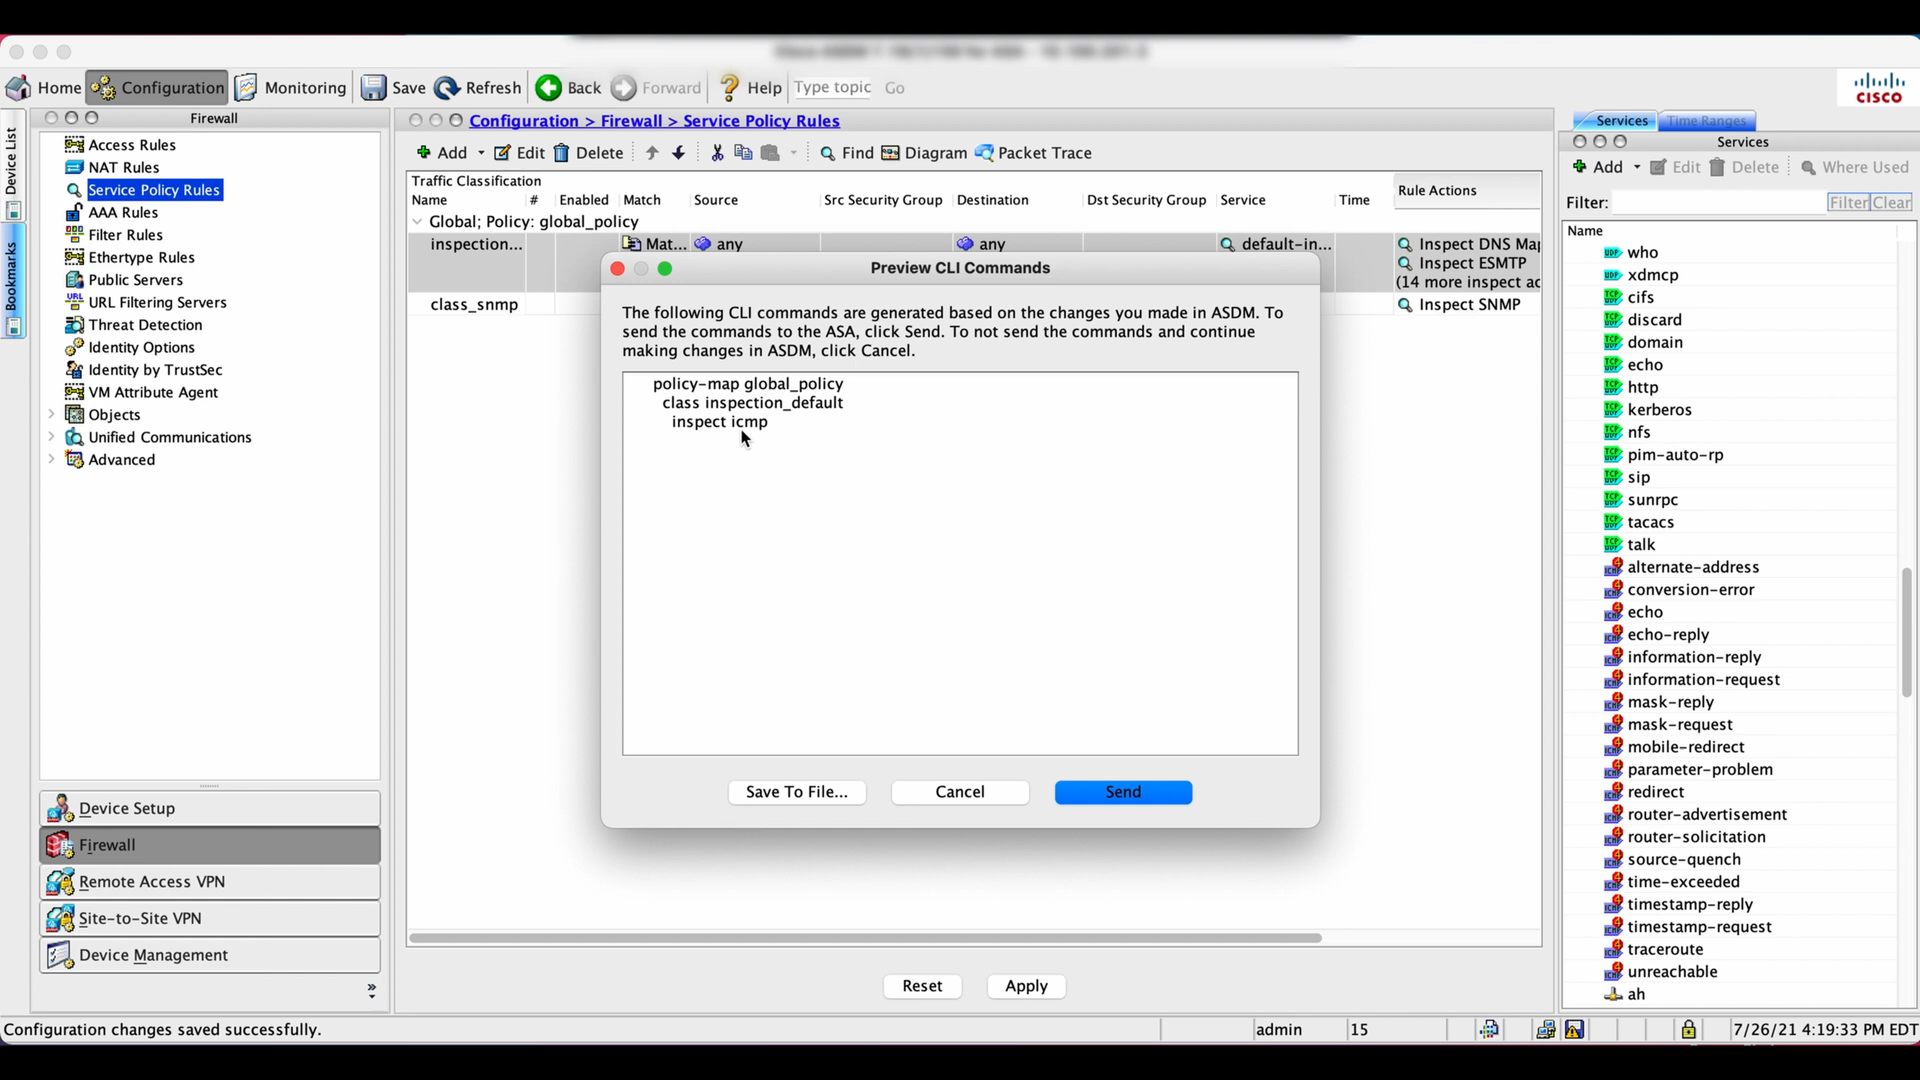 Home
Configuration
Monitoring
Save
Refresh
Back
Forward
Help
Type topic
Go
CISCO
Device List
Bookmarks
Firewall
Access Rules
NAT Rules
Service Policy Rules
AAA Rules
Filter Rules
Ethertype Rules
Public Servers
URL Filtering Servers
Threat Detection
Identity Options
Identity by TrustSec
VM Attribute Agent
Objects
Unified Communications
Advanced
Device Setup
Firewall
Remote Access VPN
Site-to-Site VPN
Device Management
Configuration > Firewall > Service Policy Rules
Add
Edit
Delete
Find
Diagram
Packet Trace
Traffic Classification
Name # Enabled Match Source Src Security Group Destination Dst Security Group Service Time Rule Actions
Global; Policy: global_policy
inspection... Mat... any any default-in... Inspect DNS Map
Inspect ESMTP
(14 more inspect ac
class_snmp Inspect SNMP
Preview CLI Commands
The following CLI commands are generated based on the changes you made in ASDM. To
send the commands to the ASA, click Send. To not send the commands and continue
making changes in ASDM, click Cancel.
policy-map global_policy
class inspection_default
inspect icmp
Save To File...
Cancel
Send
Reset
Apply
Services
Time Ranges
Services
Add
Edit
Delete
Where Used
Filter:
Filter
Clear
Name
who
xdmcp
cifs
discard
domain
echo
http
kerberos
nfs
pim-auto-rp
sip
sunrpc
tacacs
talk
alternate-address
conversion-error
echo
echo-reply
information-reply
information-request
mask-reply
mask-request
mobile-redirect
parameter-problem
redirect
router-advertisement
router-solicitation
source-quench
time-exceeded
timestamp-reply
timestamp-request
traceroute
unreachable
ah
Configuration changes saved successfully.
admin
15
7/26/21 4:19:33 PM EDT